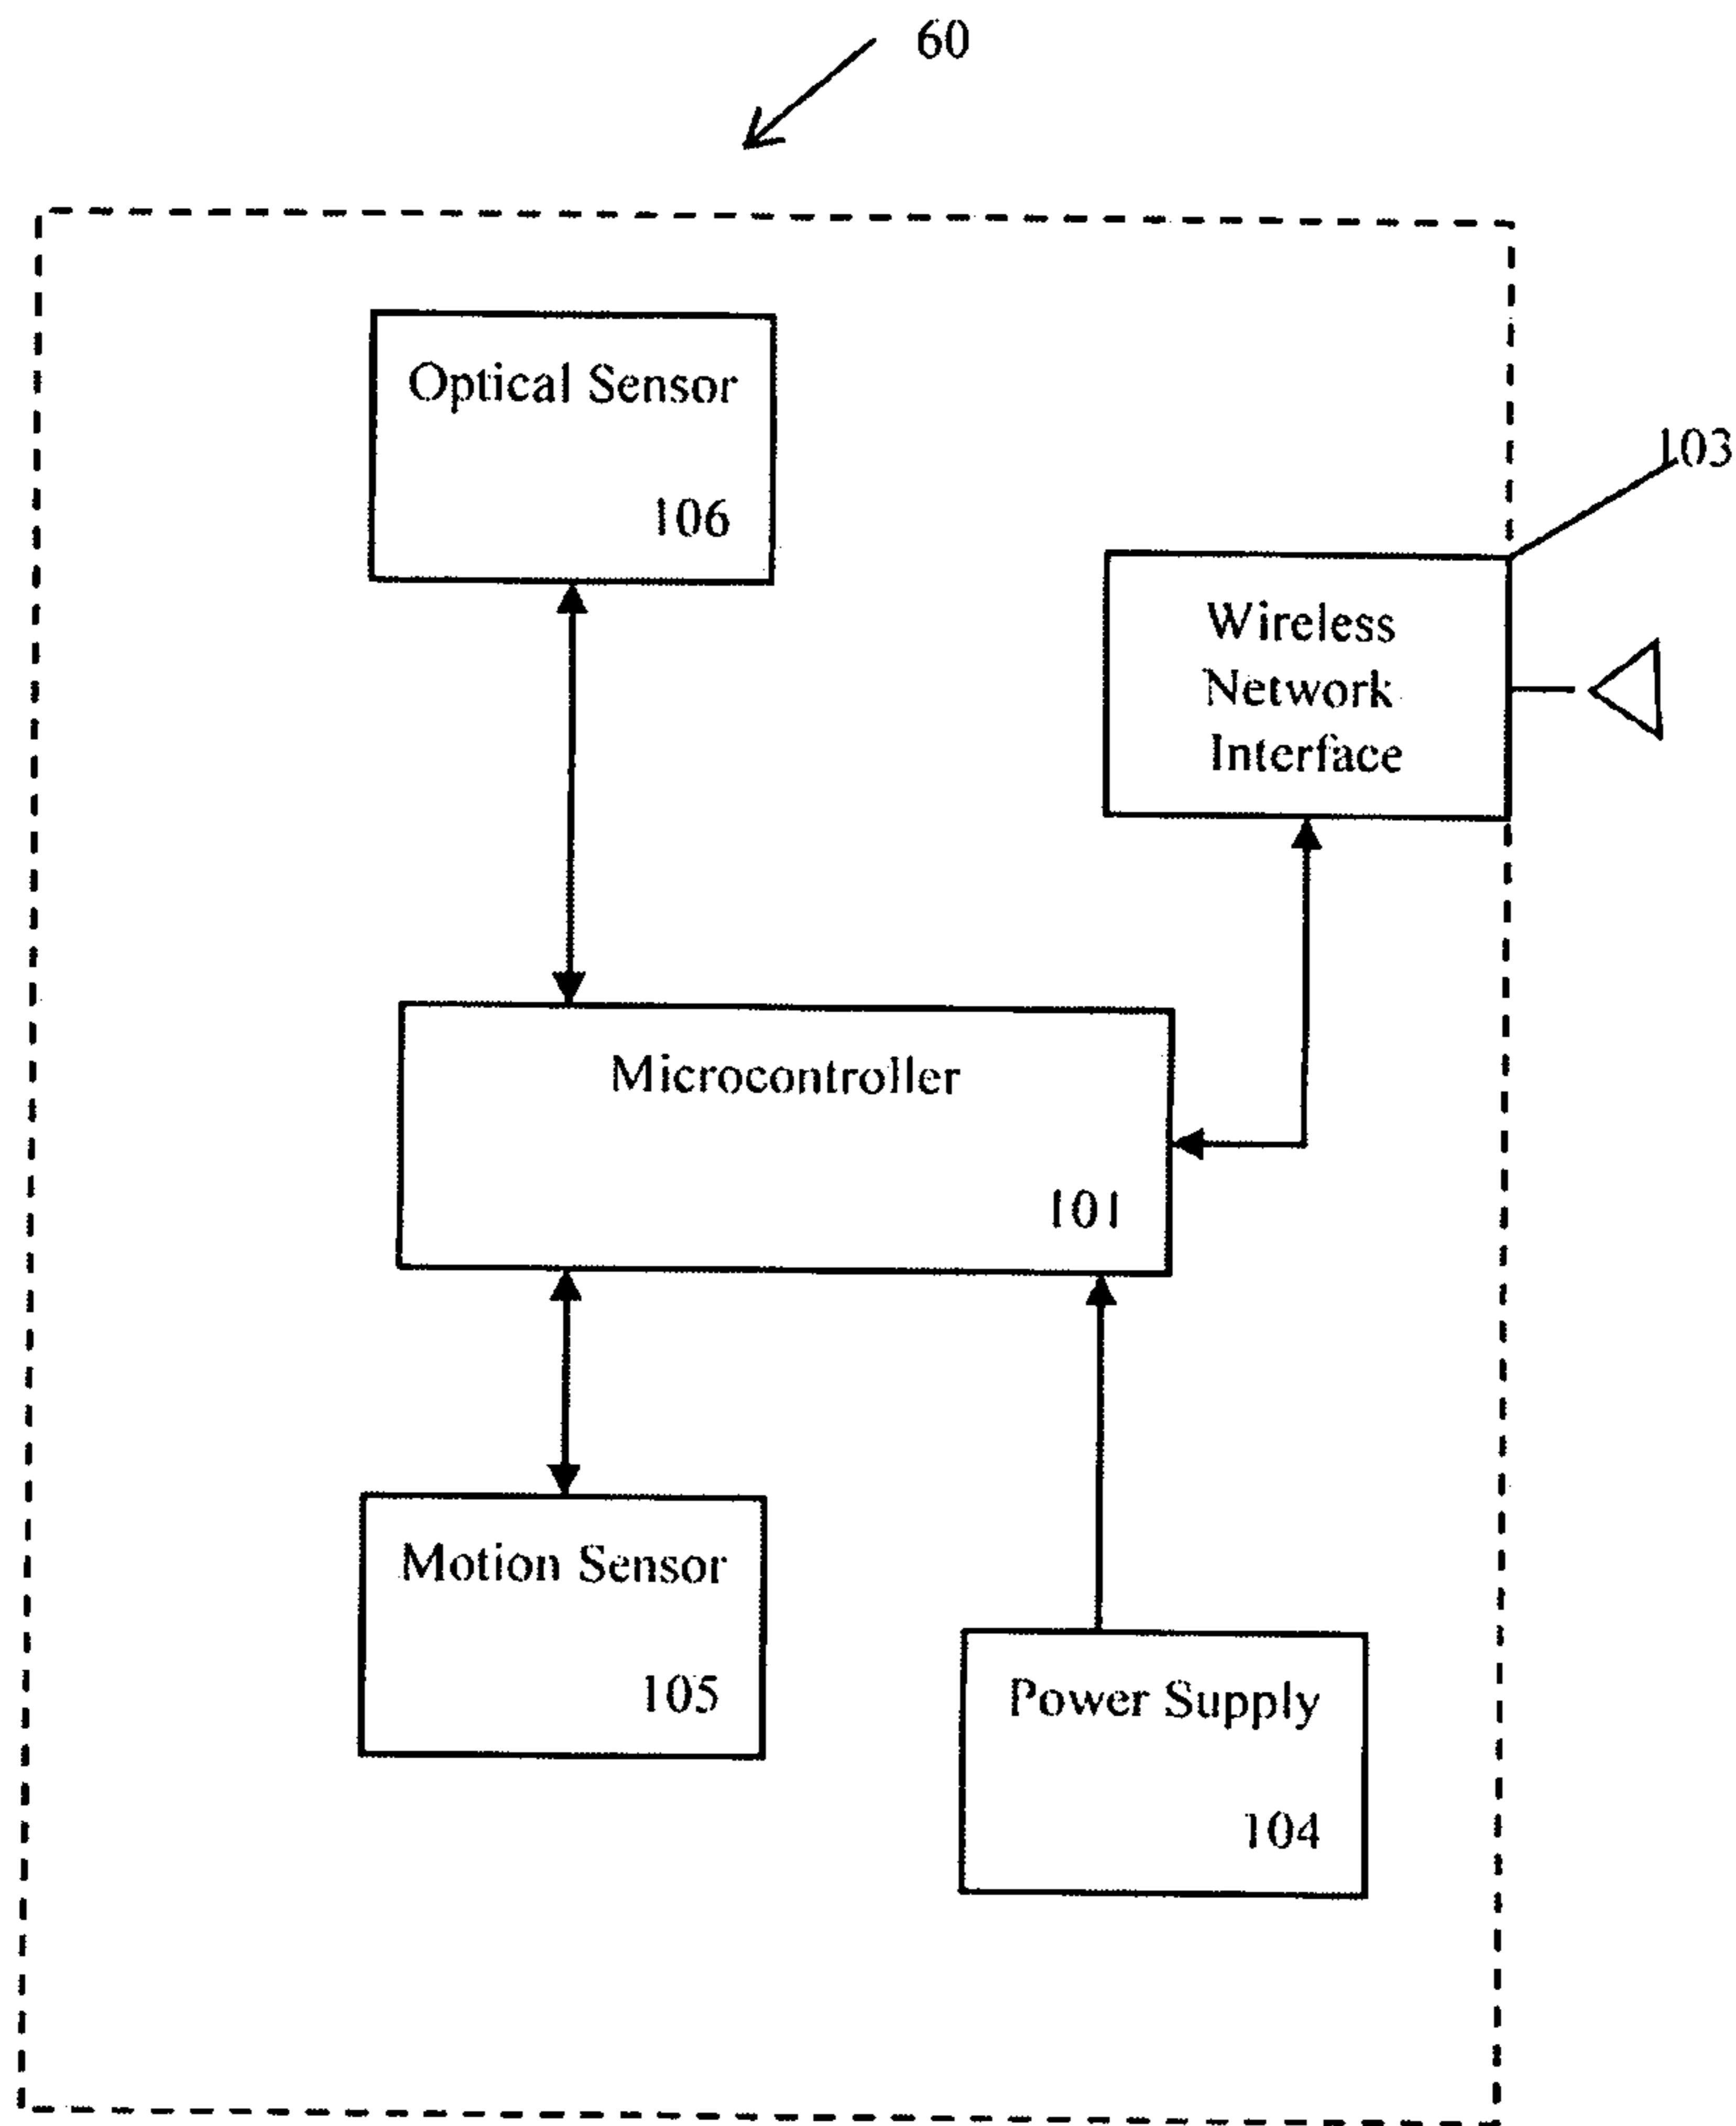 60
Optical Sensor
106
103
Wireless
Network
Interface
Microcontroller
101
Motion Sensor
105
Power Supply
104